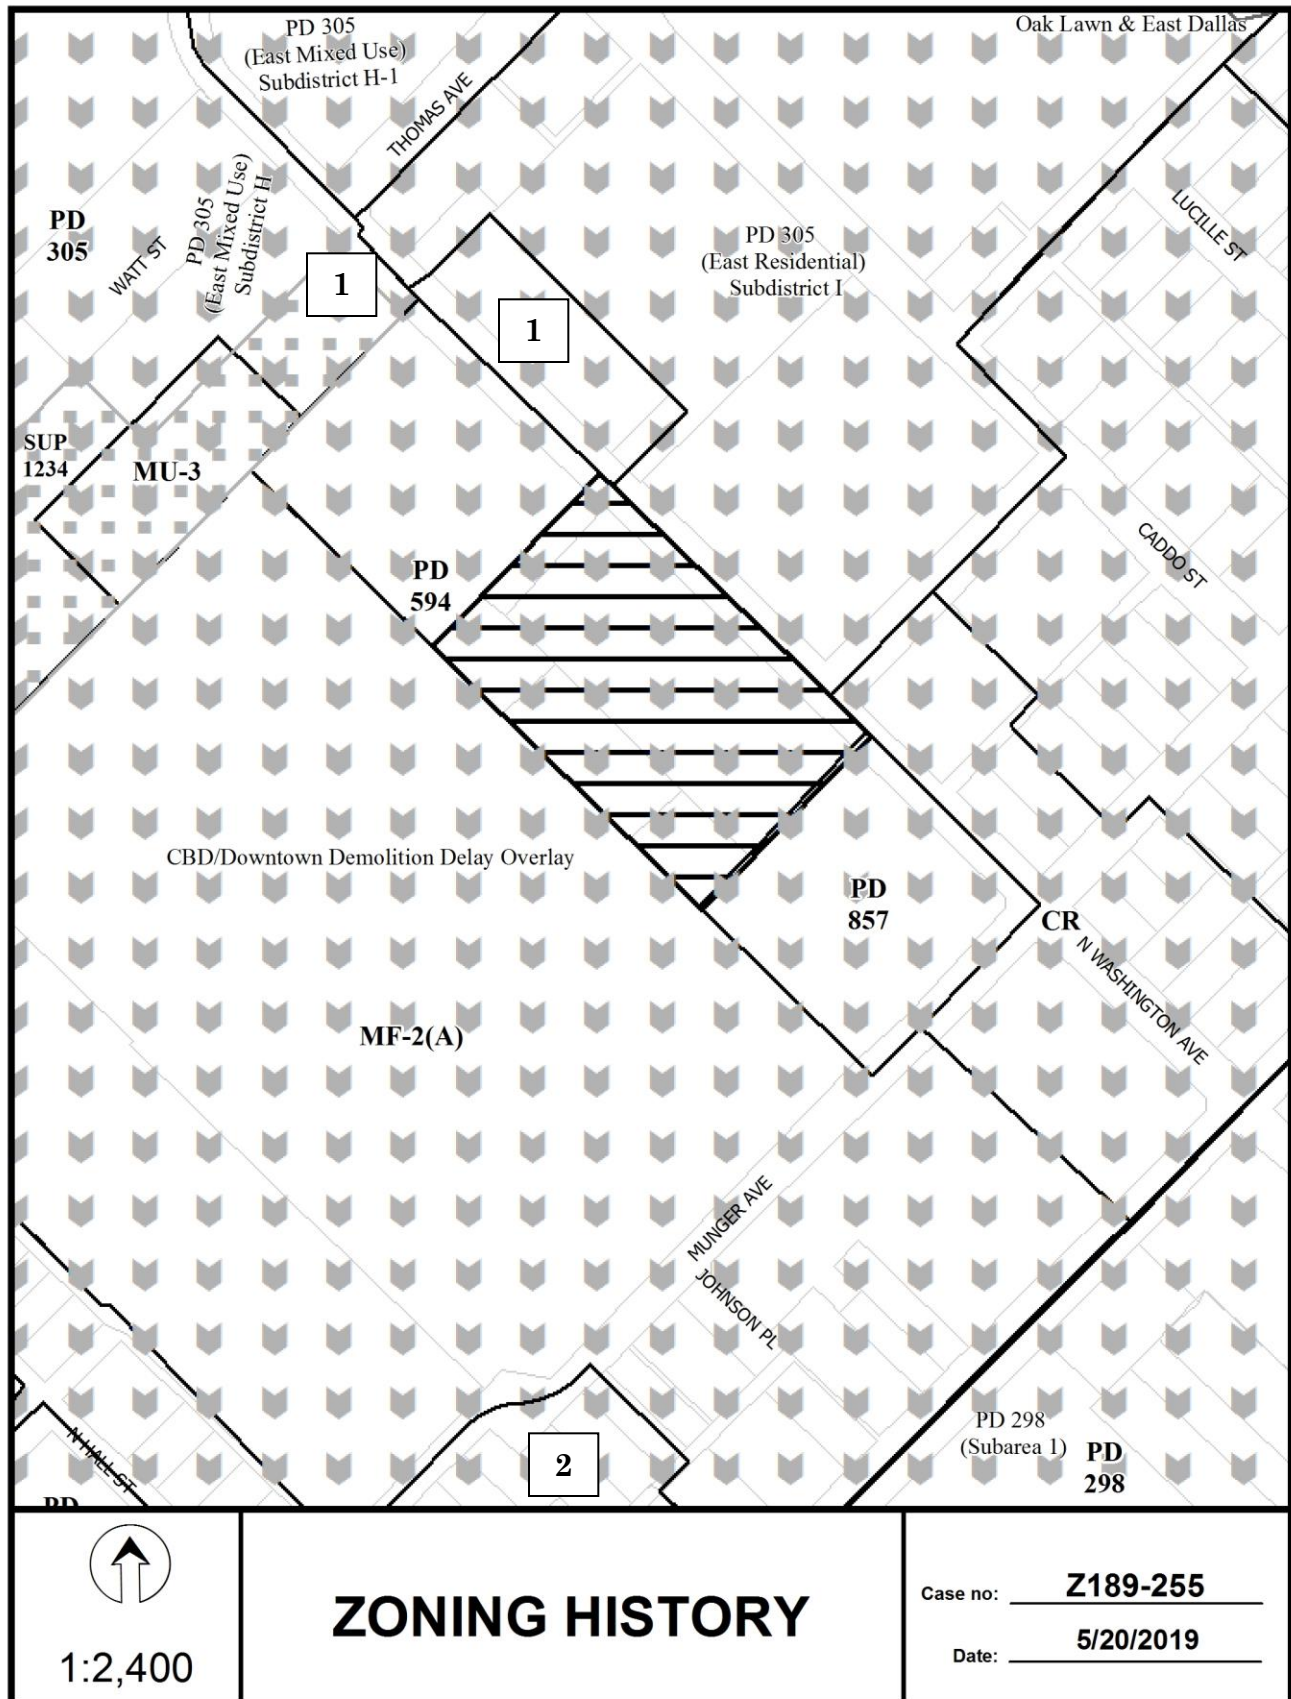 PD 305
(East Mixed Use)
Subdistrict H-1
Oak Lawn & East Dallas
THOMAS AVE
PD
305
WATT ST
PD 305
(East Mixed Use)
Subdistrict H
1
1
PD 305
(East Residential)
Subdistrict I
LUCILLE ST
SUP
1234
MU-3
PD
594
CADDO ST
CBD/Downtown Demolition Delay Overlay
PD
857
CR
N WASHINGTON AVE
MF-2(A)
MUNGER AVE
JOHNSON PL
N HALL ST
PD
2
PD 298
(Subarea 1)
PD
298
1:2,400
ZONING HISTORY
Case no: Z189-255
Date: 5/20/2019